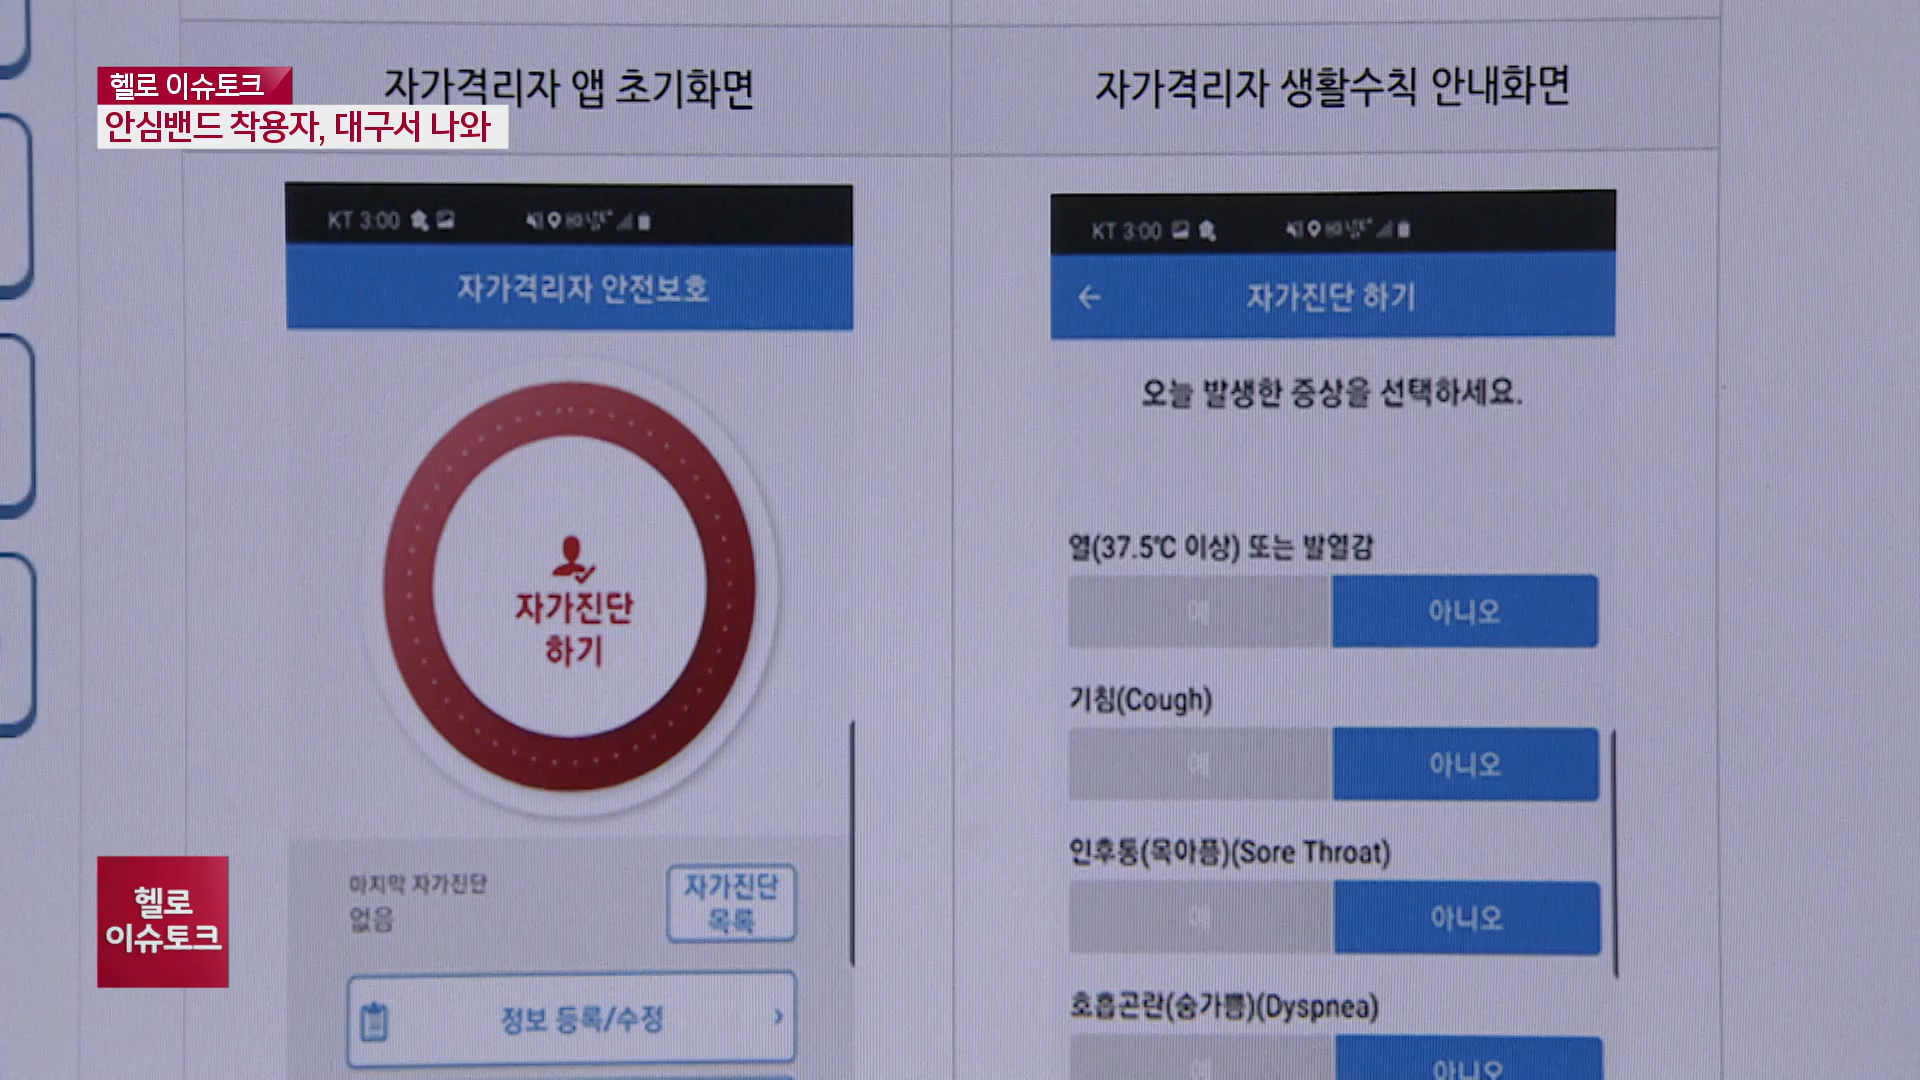 헬로 이슈토크
안심밴드 착용자, 대구서 나와
자가격리자 앱 초기화면
자가격리자 생활수칙 안내화면
KT 3:00
자가격리자 안전보호
자가진단
하기
마지막 자가진단
없음
자가진단
목록
정보 등록/수정
KT 3:00
자가진단 하기
오늘 발생한 증상을 선택하세요.
열(37.5℃ 이상) 또는 발열감
예 아니오
기침(Cough)
예 아니오
인후통(목아픔)(Sore Throat)
예 아니오
호흡곤란(숨가쁨)(Dyspnea)
예 아니오
헬로
이슈토크